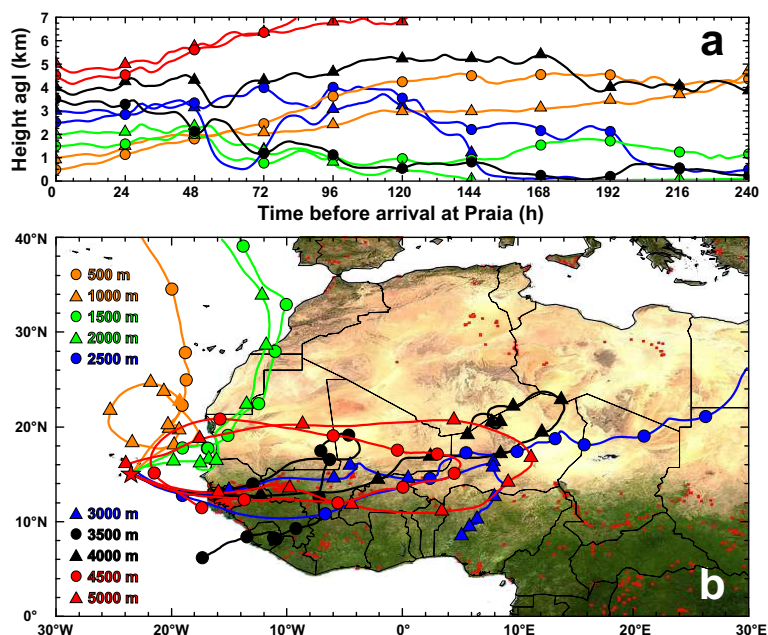 7
6
5
4
3
2
1
0
Height agl (km)
a
0 24 48 72 96 120 144 168 192 216 240
Time before arrival at Praia (h)
40°N
30°N
20°N
10°N
0°
500 m
1000 m
1500 m
2000 m
2500 m
3000 m
3500 m
4000 m
4500 m
5000 m
b
30°W 20°W 10°W 0° 10°E 20°E 30°E